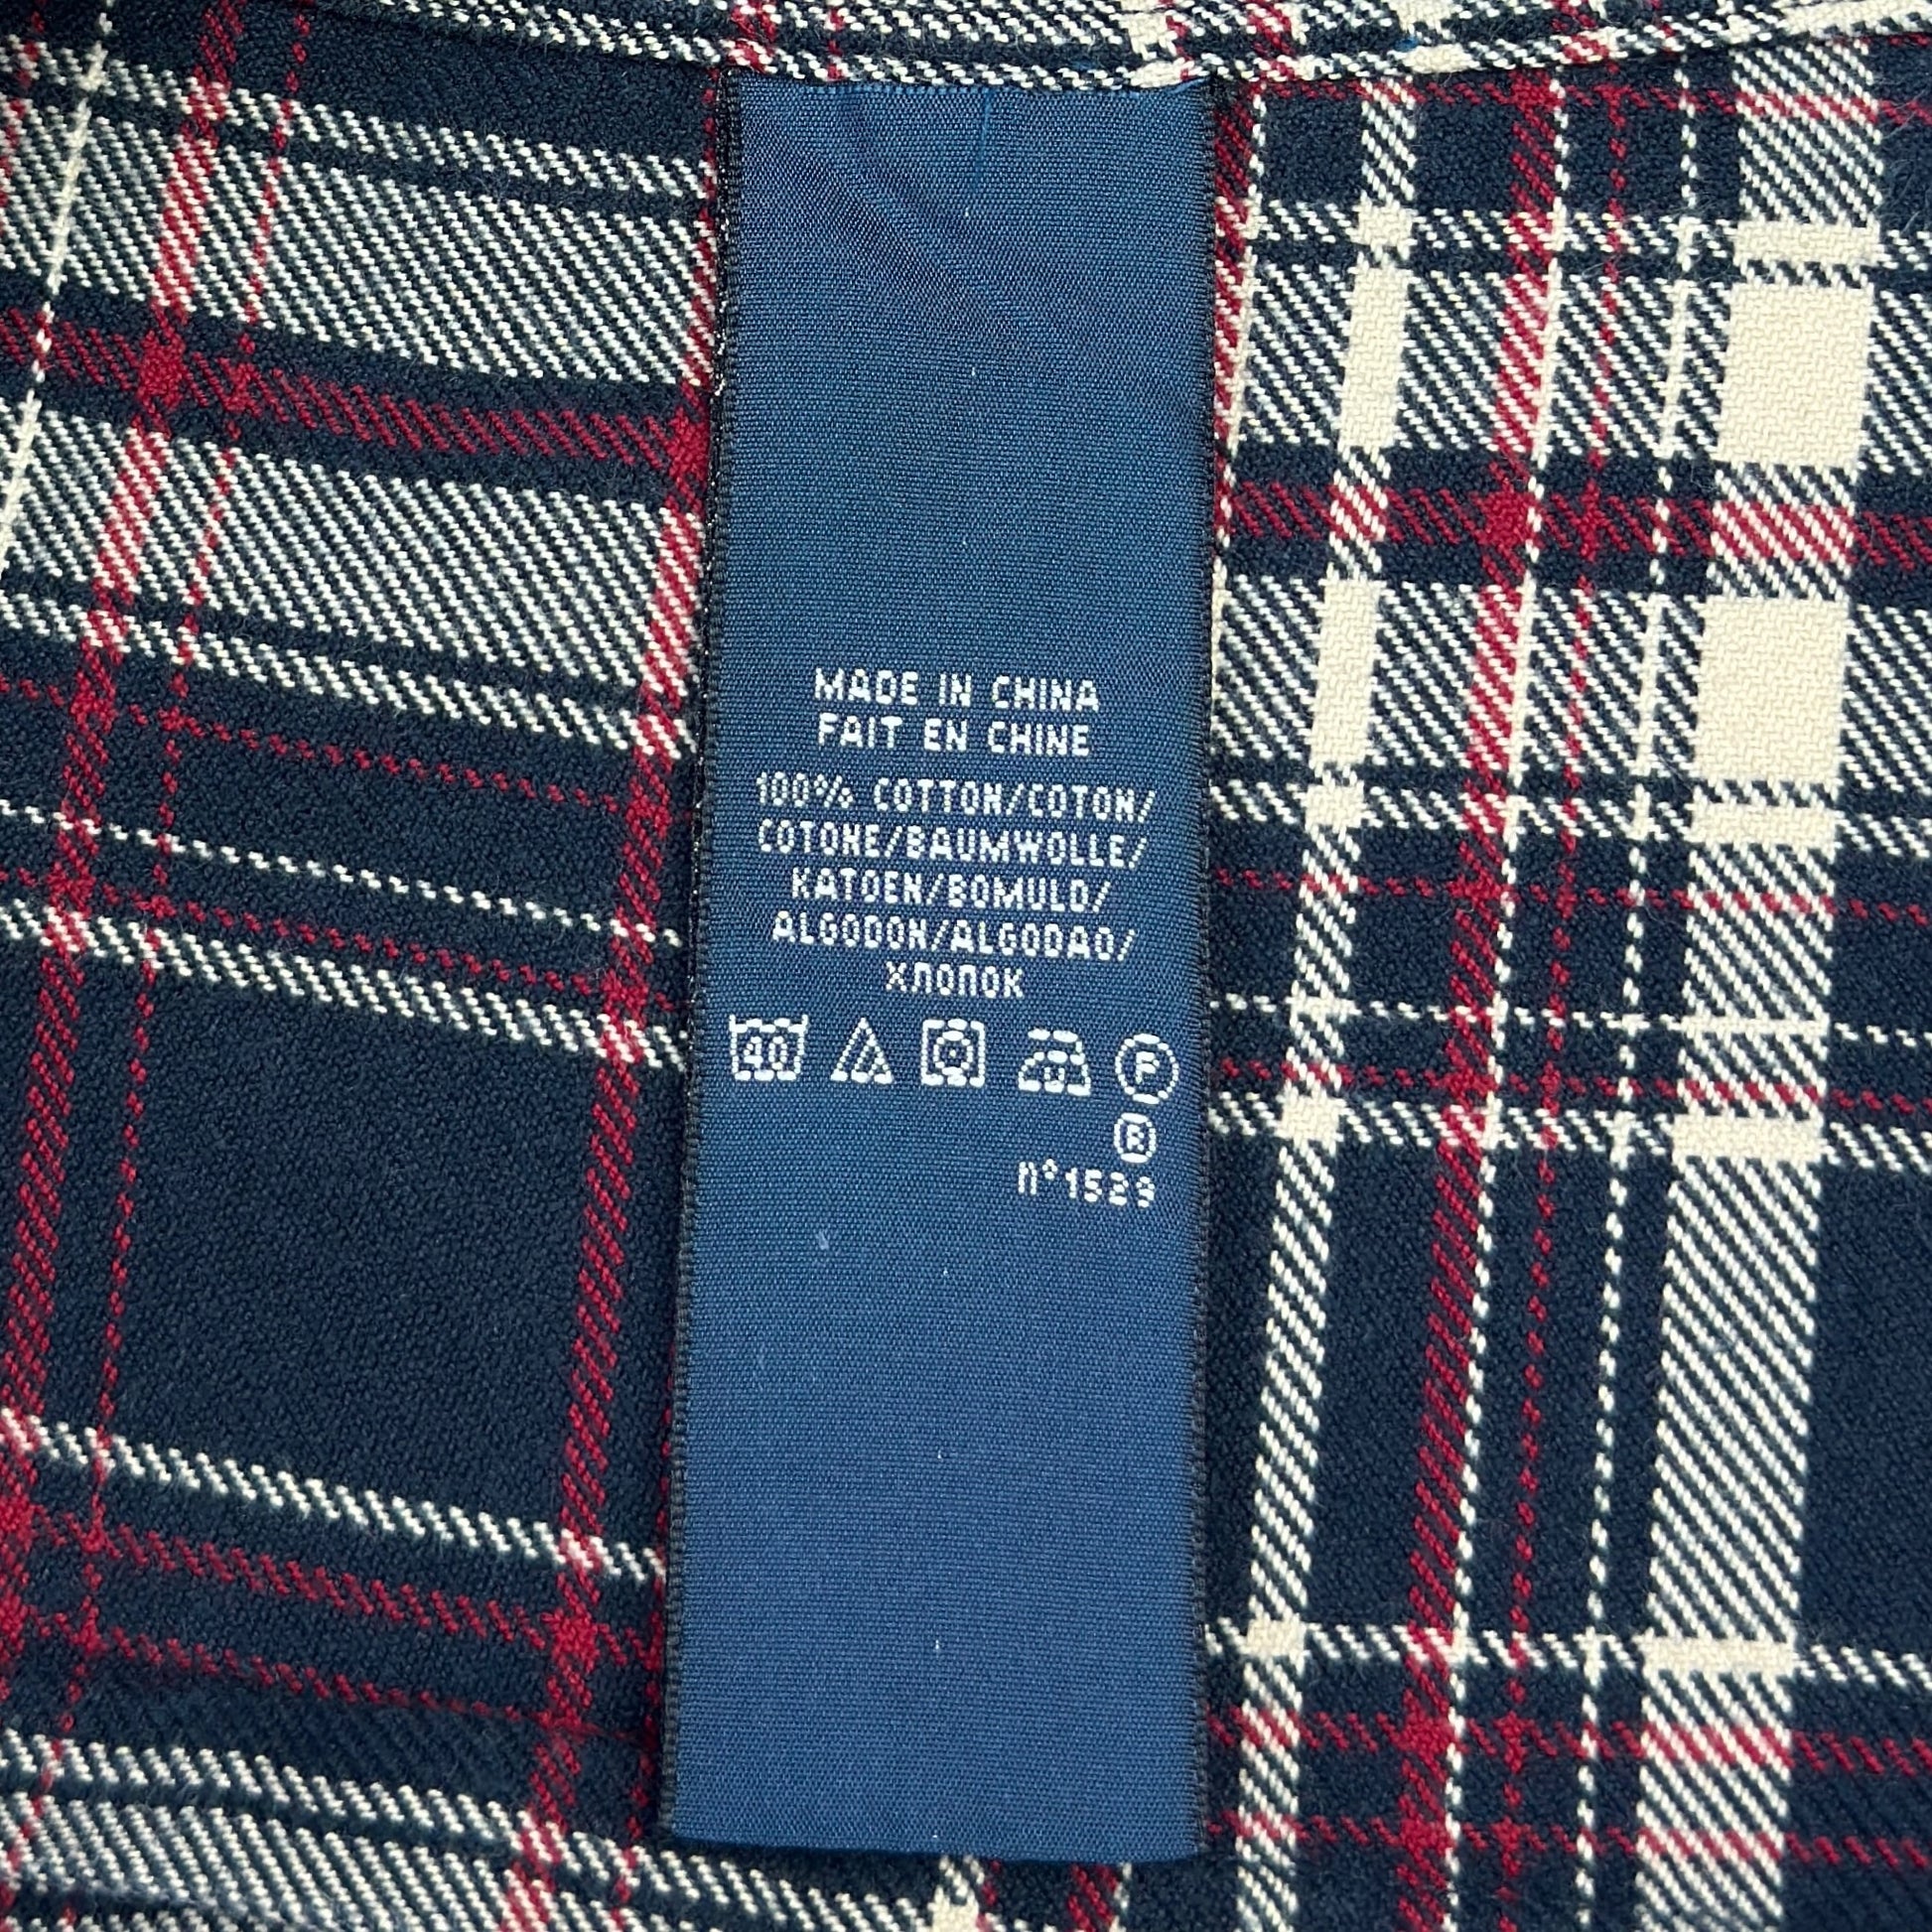 MADE IN CHINA
FAIT EN CHINE
100% COTTON/COTON/
COTONE/BAUMWOLLE/
KATOEN/BOMULD/
ALGODON/ALGODAO/
ХЛОПОК
40 F
B
n°1529